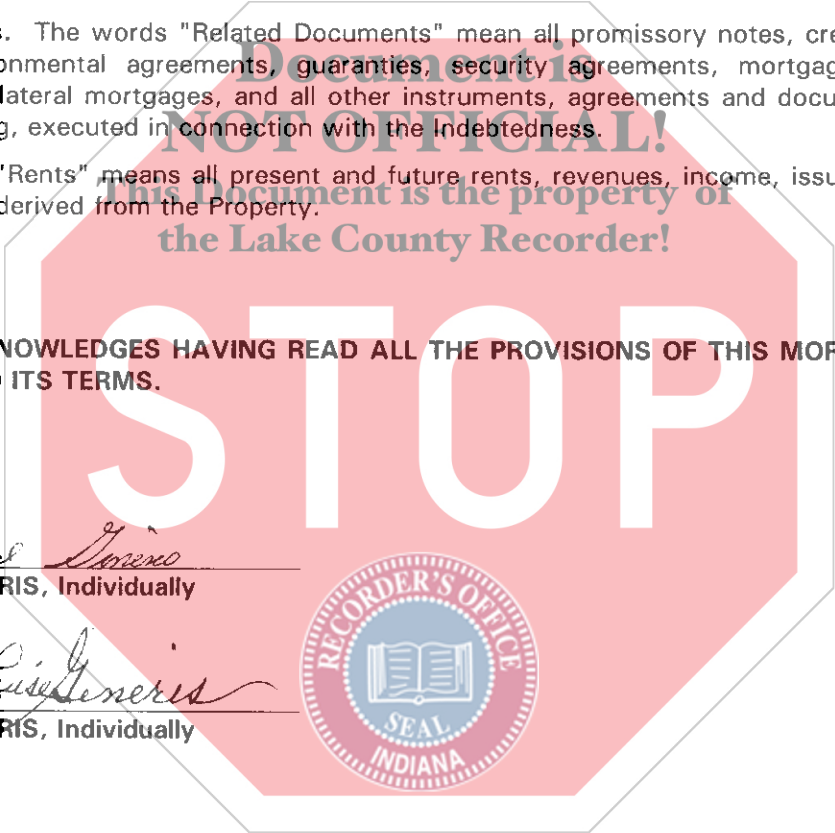 s. The words "Related Documents" mean all promissory notes, cre
onmental agreements, guaranties, security agreements, mortgag
lateral mortgages, and all other instruments, agreements and docu
g, executed in connection with the Indebtedness.
"Rents" means all present and future rents, revenues, income, issu
derived from the Property.
Document is
NOT OFFICIAL!
This Document is the property of
the Lake County Recorder!
NOWLEDGES HAVING READ ALL THE PROVISIONS OF THIS MOR
ITS TERMS.
STOP
RIS, Individually
Generis
RIS, Individually
RECORDER'S OFFICE
SEAL
INDIANA